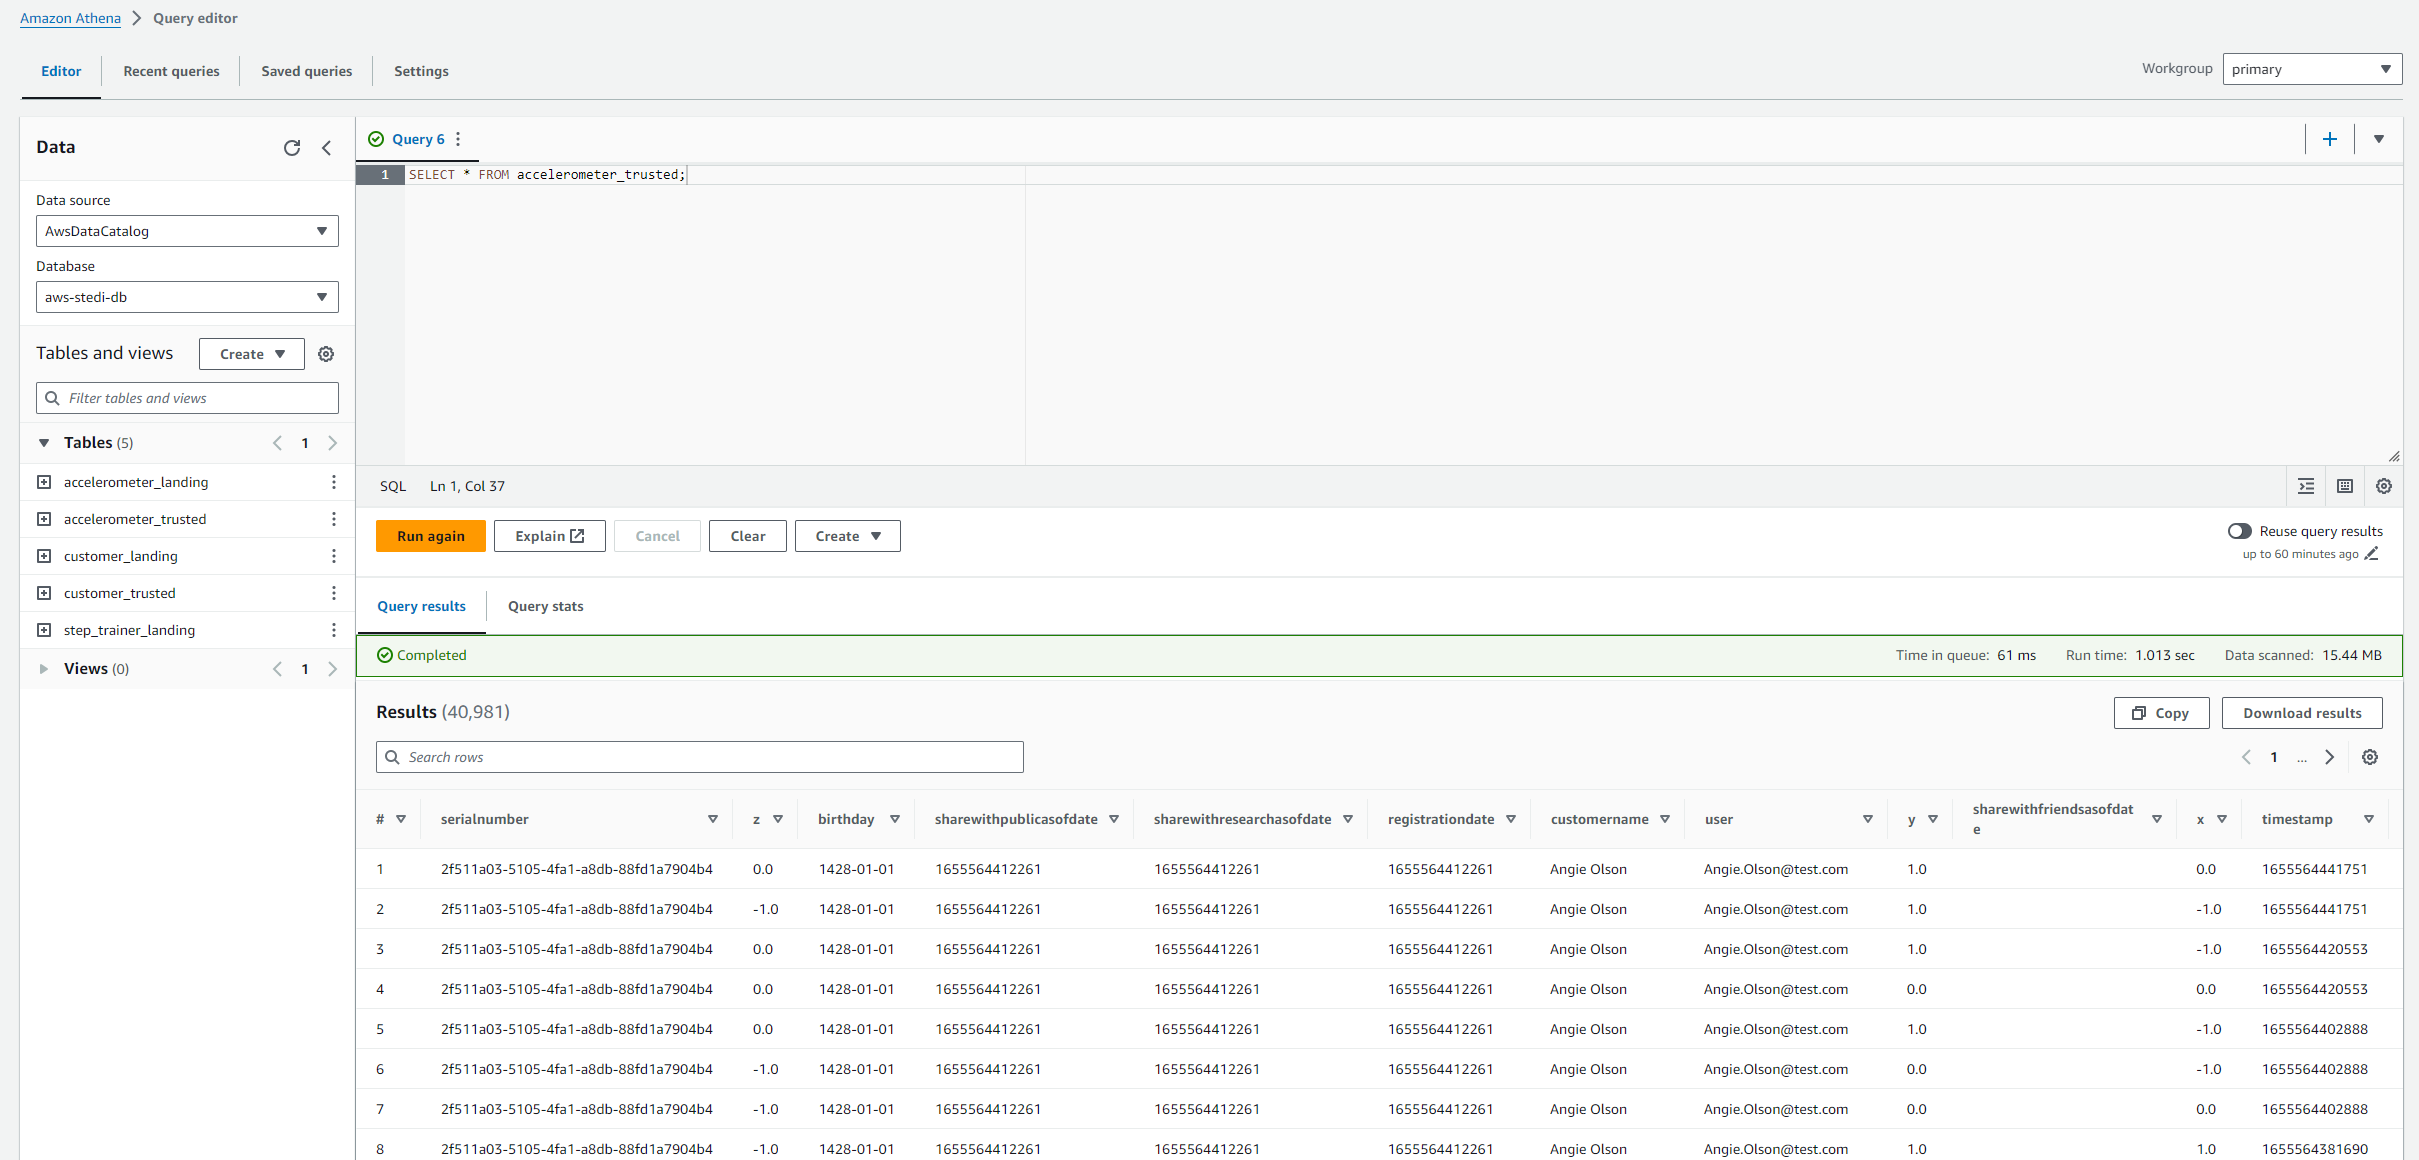 Amazon Athena > Query editor
Editor Recent queries Saved queries Settings
Workgroup primary
Data
Data source
AwsDataCatalog
Database
aws-stedi-db
Tables and views Create
Filter tables and views
Tables (5) 1
accelerometer_landing
accelerometer_trusted
customer_landing
customer_trusted
step_trainer_landing
Views (0) 1
Query 6
1 SELECT * FROM accelerometer_trusted;
SQL Ln 1, Col 37
Run again Explain Cancel Clear Create
Reuse query results
up to 60 minutes ago
Query results Query stats
Completed Time in queue: 61 ms Run time: 1.013 sec Data scanned: 15.44 MB
Results (40,981) Copy Download results
Search rows 1 ...
# serialnumber z birthday sharewithpublicasofdate sharewithresearchasofdate registrationdate customername user y sharewithfriendsasofdat
e x timestamp
1 2f511a03-5105-4fa1-a8db-88fd1a7904b4 0.0 1428-01-01 1655564412261 1655564412261 1655564412261 Angie Olson Angie.Olson@test.com 1.0 0.0 1655564441751
2 2f511a03-5105-4fa1-a8db-88fd1a7904b4 -1.0 1428-01-01 1655564412261 1655564412261 1655564412261 Angie Olson Angie.Olson@test.com 1.0 -1.0 1655564441751
3 2f511a03-5105-4fa1-a8db-88fd1a7904b4 0.0 1428-01-01 1655564412261 1655564412261 1655564412261 Angie Olson Angie.Olson@test.com 1.0 -1.0 1655564420553
4 2f511a03-5105-4fa1-a8db-88fd1a7904b4 0.0 1428-01-01 1655564412261 1655564412261 1655564412261 Angie Olson Angie.Olson@test.com 0.0 0.0 1655564420553
5 2f511a03-5105-4fa1-a8db-88fd1a7904b4 0.0 1428-01-01 1655564412261 1655564412261 1655564412261 Angie Olson Angie.Olson@test.com 1.0 -1.0 1655564402888
6 2f511a03-5105-4fa1-a8db-88fd1a7904b4 -1.0 1428-01-01 1655564412261 1655564412261 1655564412261 Angie Olson Angie.Olson@test.com 0.0 -1.0 1655564402888
7 2f511a03-5105-4fa1-a8db-88fd1a7904b4 -1.0 1428-01-01 1655564412261 1655564412261 1655564412261 Angie Olson Angie.Olson@test.com 0.0 0.0 1655564402888
8 2f511a03-5105-4fa1-a8db-88fd1a7904b4 -1.0 1428-01-01 1655564412261 1655564412261 1655564412261 Angie Olson Angie.Olson@test.com 1.0 1.0 1655564381690